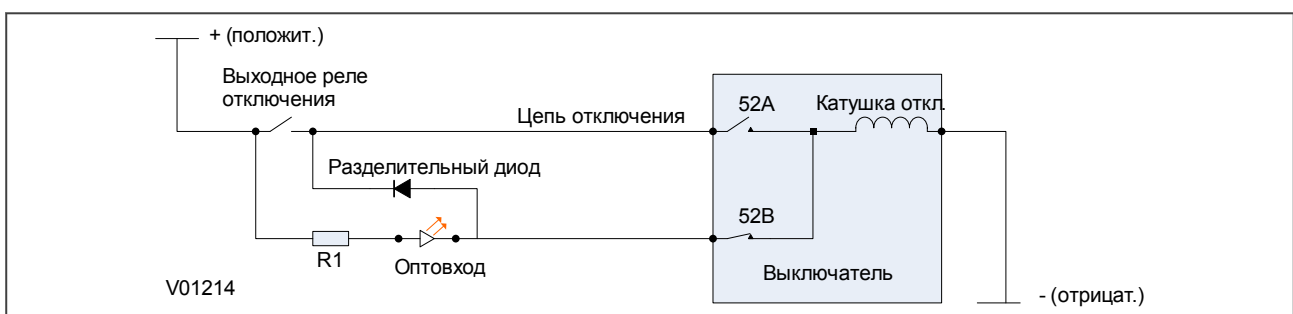 + (положит.)
Выходное реле
отключения
Цепь отключения
52A
Катушка откл.
Разделительный диод
52B
R1
Оптовход
Выключатель
V01214
- (отрицат.)